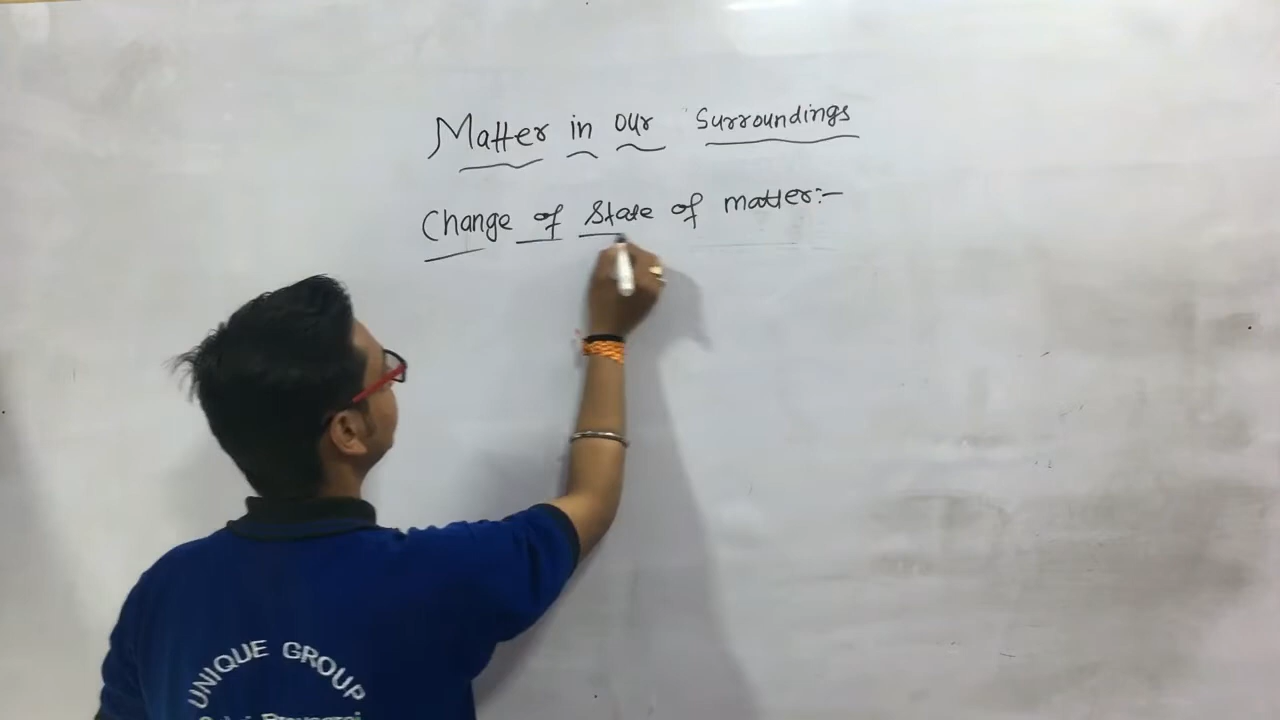 Matter in our Surroundings
Change of State of matter:-
UNIQUE GROUP